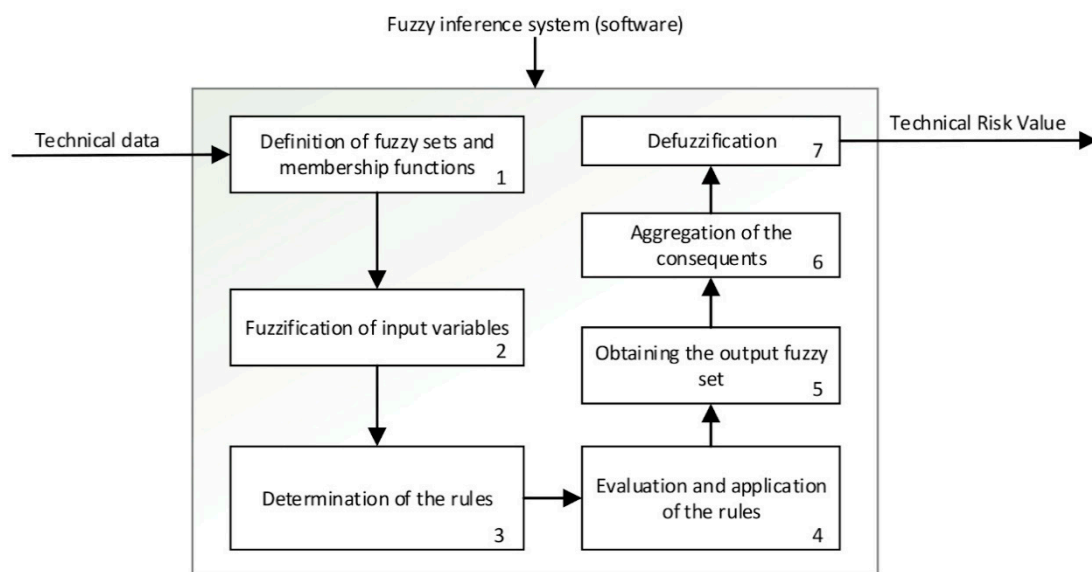 Fuzzy inference system (software)
Technical data
Definition of fuzzy sets and
membership functions
1
Fuzzification of input variables
2
Determination of the rules
3
Evaluation and application
of the rules
4
Obtaining the output fuzzy
set
5
Aggregation of the
consequents
6
Defuzzification
7
Technical Risk Value